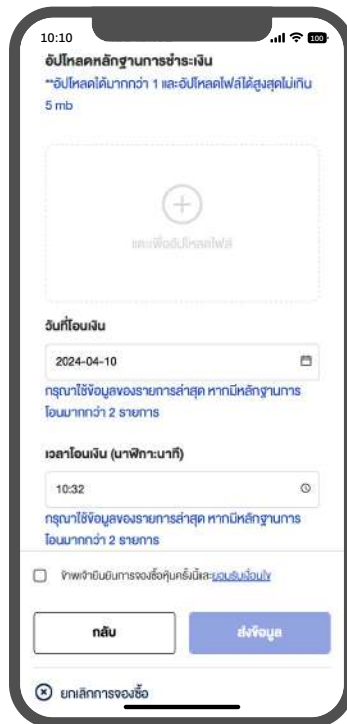 10:10
100
อัปโหลดหลักฐานการชำระเงิน
**อัปโหลดได้มากกว่า 1 และอัปโหลดไฟล์ได้สูงสุดไม่เกิน
5 mb
แตะเพื่ออัปโหลดไฟล์
วันที่โอนเงิน
2024-04-10
กรุณาใช้ข้อมูลของรายการล่าสุด หากมีหลักฐานการ
โอนมากกว่า 2 รายการ
เวลาโอนเงิน (นาฬิกา:นาที)
10:32
กรุณาใช้ข้อมูลของรายการล่าสุด หากมีหลักฐานการ
โอนมากกว่า 2 รายการ
ข้าพเจ้ายืนยันการจองซื้อหุ้นครั้งนี้และยอมรับเงื่อนไข
กลับ
ส่งข้อมูล
ยกเลิกการจองซื้อ